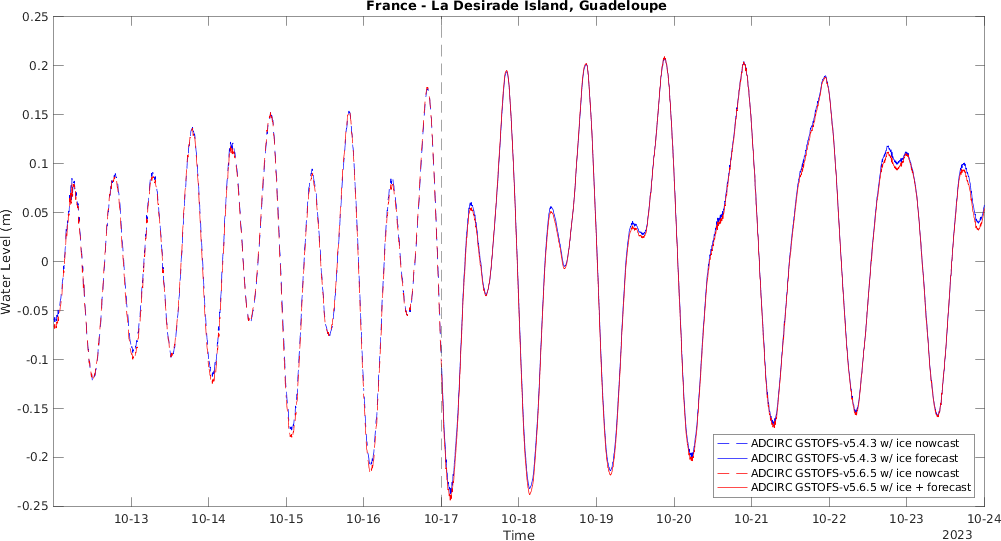 France - La Desirade Island, Guadeloupe
0.25
0.2
0.15
0.1
0.05
0
-0.05
-0.1
-0.15
-0.2
-0.25
Water Level (m)
ADCIRC GSTOFS-v5.4.3 w/ ice nowcast
ADCIRC GSTOFS-v5.4.3 w/ ice forecast
ADCIRC GSTOFS-v5.6.5 w/ ice nowcast
ADCIRC GSTOFS-v5.6.5 w/ ice + forecast
10-13 10-14 10-15 10-16 10-17 10-18 10-19 10-20 10-21 10-22 10-23 10-24
Time
2023